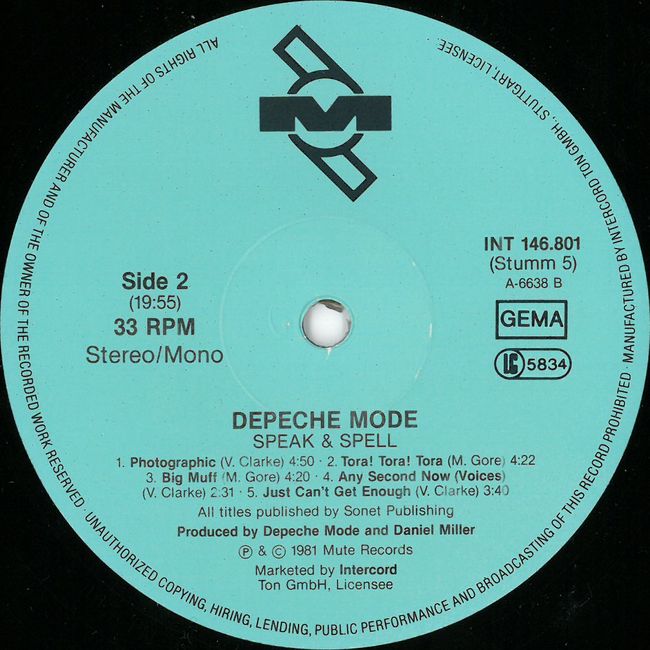 M
ALL RIGHTS OF THE MANUFACTURER AND OF THE OWNER OF THE RECORDED WORK RESERVED · UNAUTHORIZED COPYING, HIRING, LENDING, PUBLIC PERFORMANCE AND BROADCASTING OF THIS RECORD PROHIBITED · MANUFACTURED BY INTERCORD TON GMBH., STUTTGART, LICENSEE
Side 2
(19:55)
33 RPM
Stereo/Mono
INT 146.801
(Stumm 5)
A-6638 B
GEMA
LC 5834
DEPECHE MODE
SPEAK & SPELL
1. Photographic (V. Clarke) 4:50 · 2. Tora! Tora! Tora (M. Gore) 4:22
3. Big Muff (M. Gore) 4:20 · 4. Any Second Now (Voices)
(V. Clarke) 2:31 · 5. Just Can't Get Enough (V. Clarke) 3:40
All titles published by Sonet Publishing
Produced by Depeche Mode and Daniel Miller
℗ & © 1981 Mute Records
Marketed by Intercord
Ton GmbH, Licensee